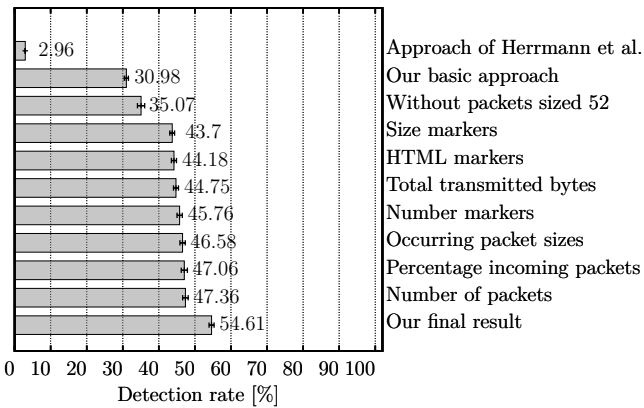 2.96 Approach of Herrmann et al.
30.98 Our basic approach
35.07 Without packets sized 52
43.7 Size markers
44.18 HTML markers
44.75 Total transmitted bytes
45.76 Number markers
46.58 Occurring packet sizes
47.06 Percentage incoming packets
47.36 Number of packets
54.61 Our final result
0 10 20 30 40 50 60 70 80 90 100
Detection rate [%]